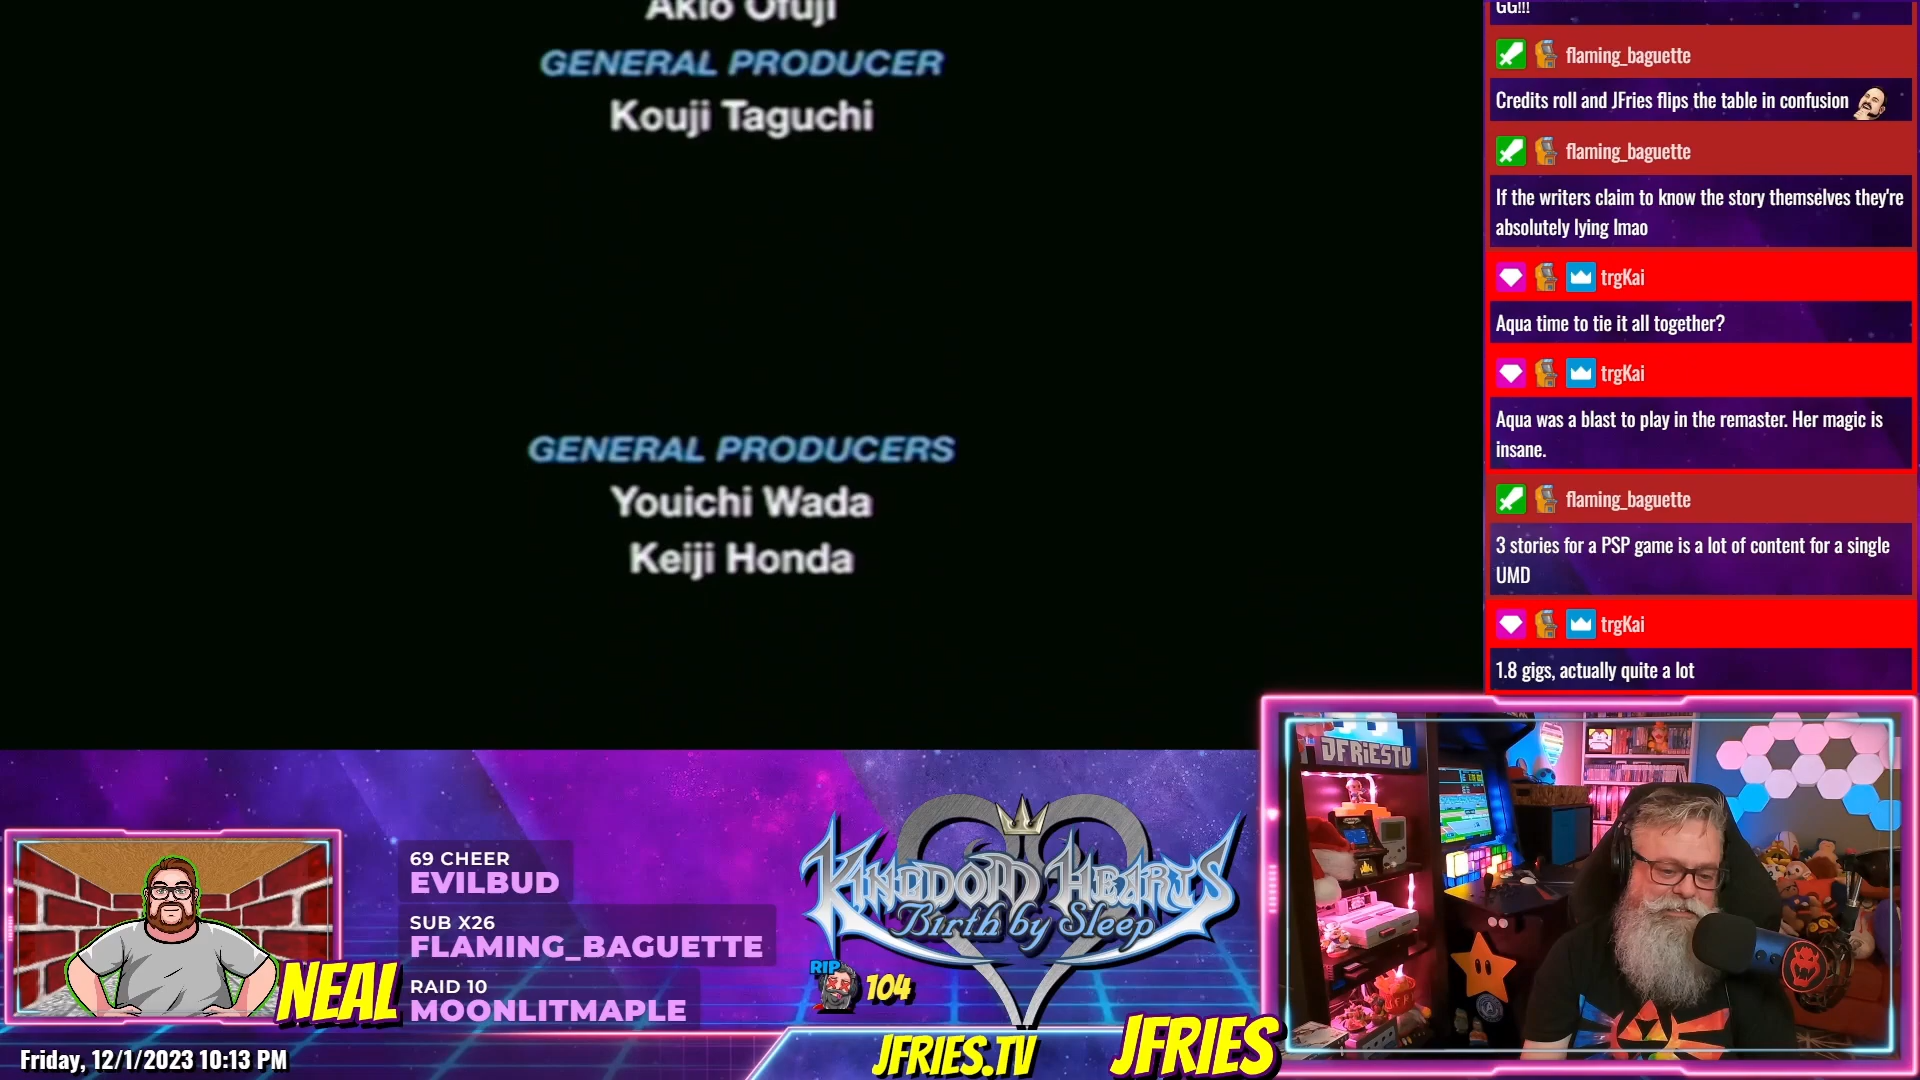 Akio Ofuji
GENERAL PRODUCER
Kouji Taguchi
GENERAL PRODUCERS
Youichi Wada
Keiji Honda
GG!!!
flaming_baguette
Credits roll and JFries flips the table in confusion
flaming_baguette
If the writers claim to know the story themselves they're
absolutely lying lmao
trgKai
Aqua time to tie it all together?
trgKai
Aqua was a blast to play in the remaster. Her magic is
insane.
flaming_baguette
3 stories for a PSP game is a lot of content for a single
UMD
trgKai
1.8 gigs, actually quite a lot
JFRIESTV
NEAL
69 CHEER
EVILBUD
SUB X26
FLAMING_BAGUETTE
RAID 10
MOONLITMAPLE
KINGDOM HEARTS
Birth by Sleep
RIP
104
JFRIES.TV
JFRIES
Friday, 12/1/2023 10:13 PM